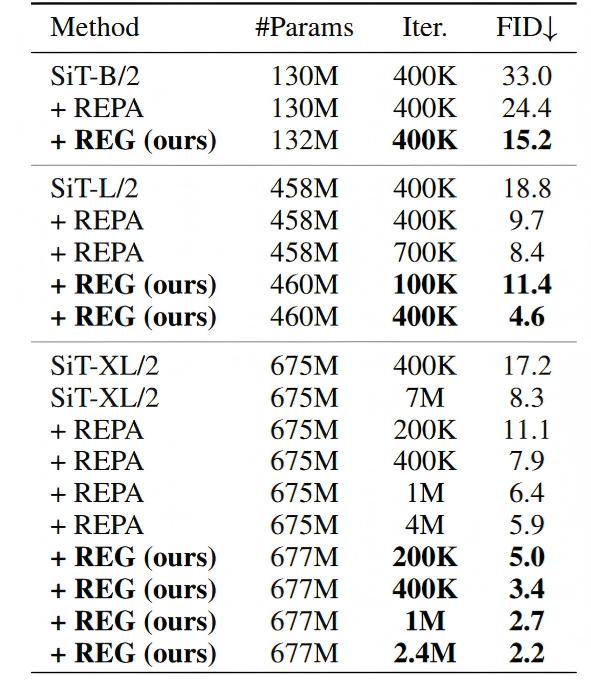 Method #Params Iter. FID↓
SiT-B/2 130M 400K 33.0
+ REPA 130M 400K 24.4
+ REG (ours) 132M 400K 15.2
SiT-L/2 458M 400K 18.8
+ REPA 458M 400K 9.7
+ REPA 458M 700K 8.4
+ REG (ours) 460M 100K 11.4
+ REG (ours) 460M 400K 4.6
SiT-XL/2 675M 400K 17.2
SiT-XL/2 675M 7M 8.3
+ REPA 675M 200K 11.1
+ REPA 675M 400K 7.9
+ REPA 675M 1M 6.4
+ REPA 675M 4M 5.9
+ REG (ours) 677M 200K 5.0
+ REG (ours) 677M 400K 3.4
+ REG (ours) 677M 1M 2.7
+ REG (ours) 677M 2.4M 2.2